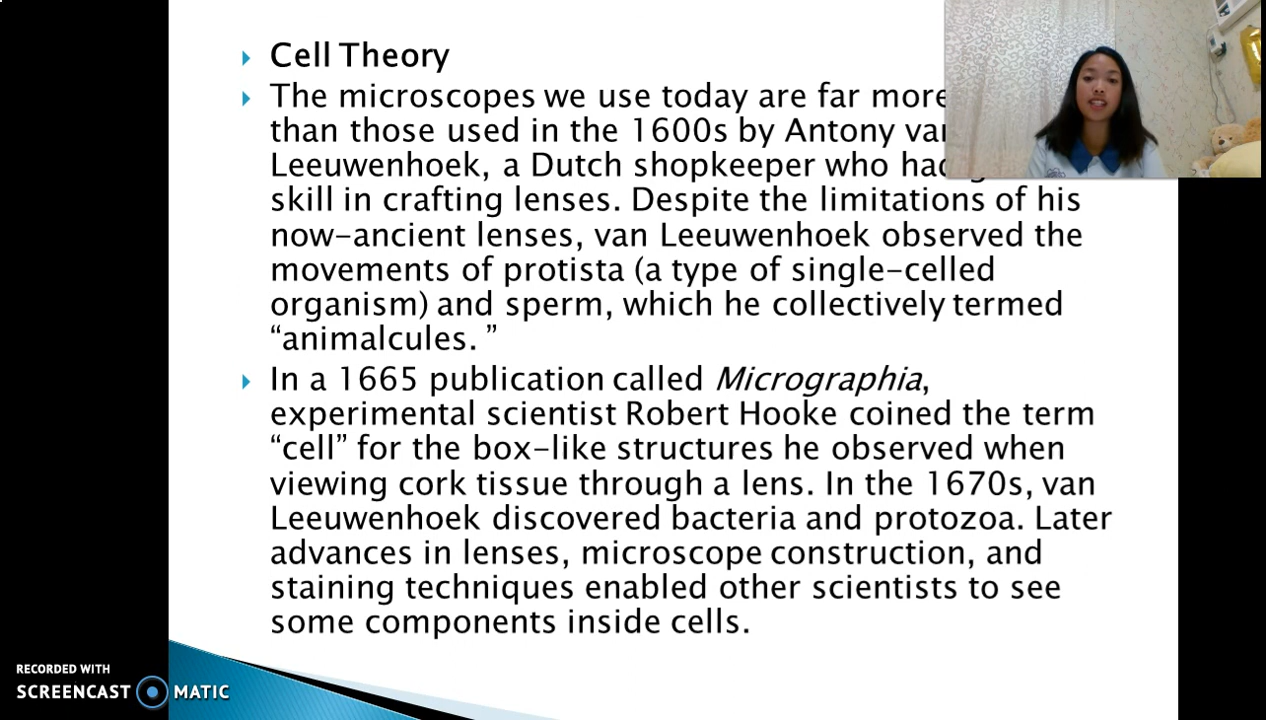 Cell Theory
The microscopes we use today are far more
than those used in the 1600s by Antony van
Leeuwenhoek, a Dutch shopkeeper who had
skill in crafting lenses. Despite the limitations of his
now-ancient lenses, van Leeuwenhoek observed the
movements of protista (a type of single-celled
organism) and sperm, which he collectively termed
“animalcules. ”
In a 1665 publication called Micrographia,
experimental scientist Robert Hooke coined the term
“cell” for the box-like structures he observed when
viewing cork tissue through a lens. In the 1670s, van
Leeuwenhoek discovered bacteria and protozoa. Later
advances in lenses, microscope construction, and
staining techniques enabled other scientists to see
some components inside cells.
RECORDED WITH
SCREENCAST MATIC